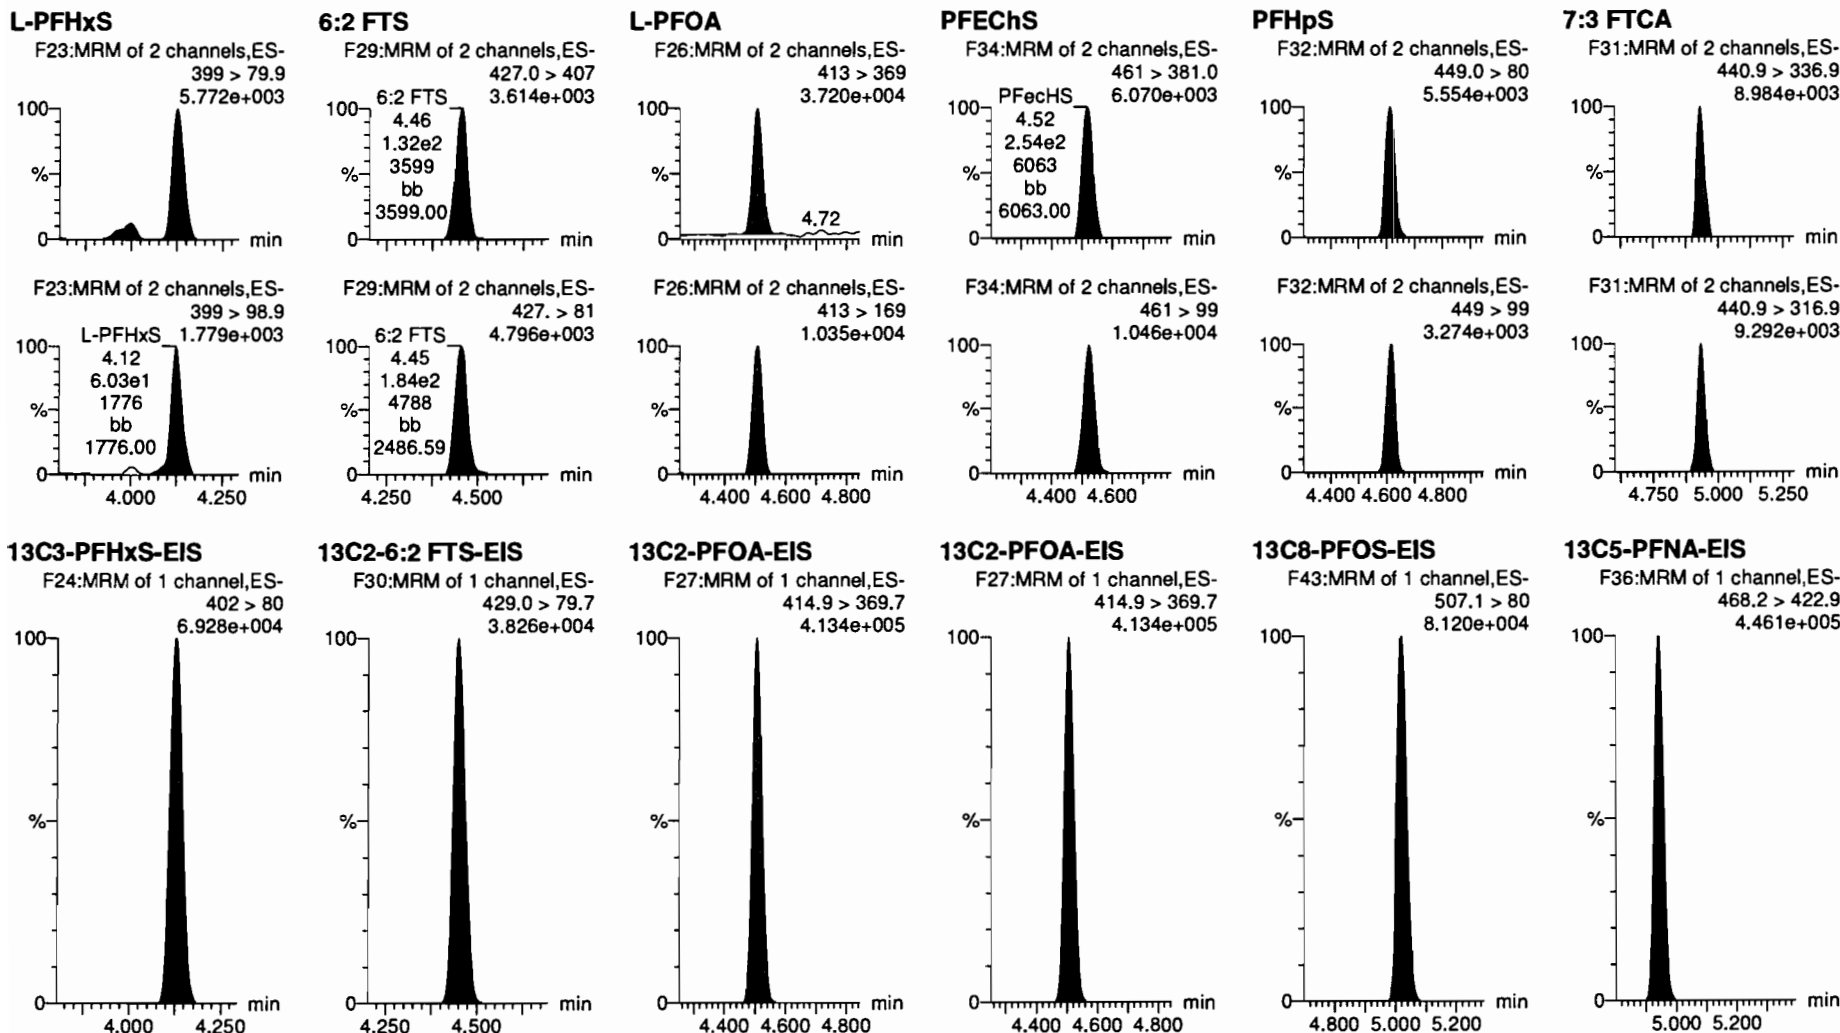 L-PFHxS
F23:MRM of 2 channels,ES-
399 > 79.9
5.772e+003
100
%
0
min
F23:MRM of 2 channels,ES-
399 > 98.9
1.779e+003
L-PFHxS
4.12
6.03e1
1776
bb
1776.00
100
%
0
min
4.000 4.250
6:2 FTS
F29:MRM of 2 channels,ES-
427.0 > 407
3.614e+003
6:2 FTS
4.46
1.32e2
3599
bb
3599.00
100
%
0
min
F29:MRM of 2 channels,ES-
427. > 81
4.796e+003
6:2 FTS
4.45
1.84e2
4788
bb
2486.59
100
%
0
min
4.250 4.500
L-PFOA
F26:MRM of 2 channels,ES-
413 > 369
3.720e+004
100
%
4.72
0
min
F26:MRM of 2 channels,ES-
413 > 169
1.035e+004
100
%
0
min
4.400 4.600 4.800
PFEChS
F34:MRM of 2 channels,ES-
461 > 381.0
6.070e+003
PFecHS
4.52
2.54e2
6063
bb
6063.00
100
%
0
min
F34:MRM of 2 channels,ES-
461 > 99
1.046e+004
100
%
0
min
4.400 4.600
PFHpS
F32:MRM of 2 channels,ES-
449.0 > 80
5.554e+003
100
%
0
min
F32:MRM of 2 channels,ES-
449 > 99
3.274e+003
100
%
0
min
4.400 4.600 4.800
7:3 FTCA
F31:MRM of 2 channels,ES-
440.9 > 336.9
8.984e+003
100
%
0
min
F31:MRM of 2 channels,ES-
440.9 > 316.9
9.292e+003
100
%
0
min
4.750 5.000 5.250
13C3-PFHxS-EIS
F24:MRM of 1 channel,ES-
402 > 80
6.928e+004
100
%
0
min
4.000 4.250
13C2-6:2 FTS-EIS
F30:MRM of 1 channel,ES-
429.0 > 79.7
3.826e+004
100
%
0
min
4.250 4.500
13C2-PFOA-EIS
F27:MRM of 1 channel,ES-
414.9 > 369.7
4.134e+005
100
%
0
min
4.400 4.600 4.800
13C2-PFOA-EIS
F27:MRM of 1 channel,ES-
414.9 > 369.7
4.134e+005
100
%
0
min
4.400 4.600 4.800
13C8-PFOS-EIS
F43:MRM of 1 channel,ES-
507.1 > 80
8.120e+004
100
%
0
min
4.800 5.000 5.200
13C5-PFNA-EIS
F36:MRM of 1 channel,ES-
468.2 > 422.9
4.461e+005
100
%
0
min
5.000 5.200